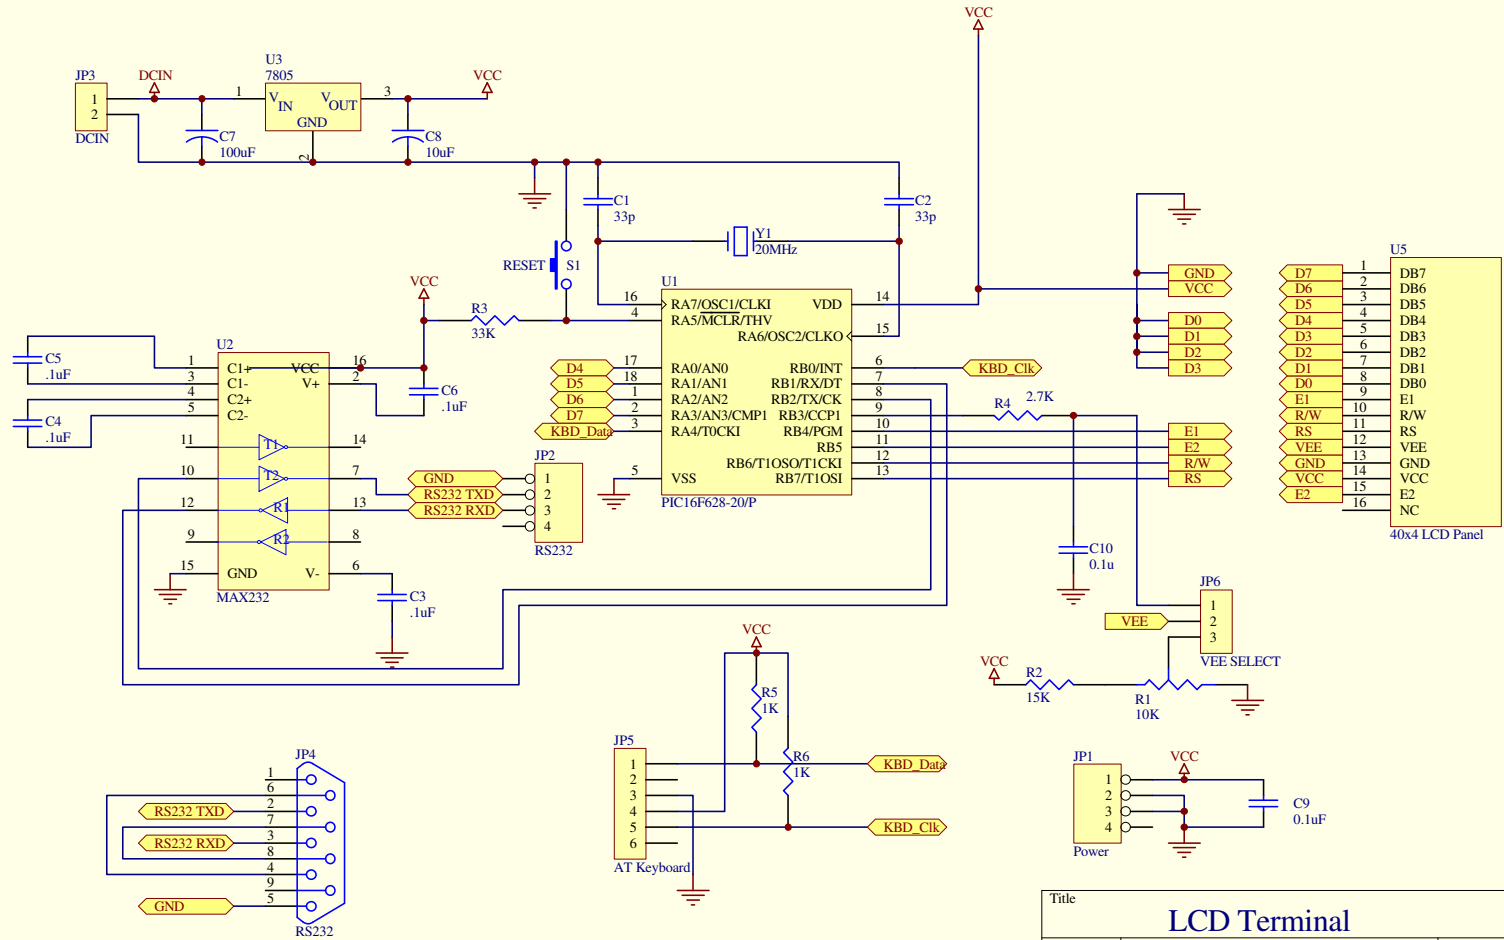 VCC
U3
7805
JP3
DCIN
VCC
1
2
1
VIN
VOUT
3
GND
DCIN
C7
100uF
2
C8
10uF
C1
33p
C2
33p
Y1
20MHz
RESET
S1
U5
U1
VCC
R3
33K
16
RA7/OSC1/CLKI
VDD
14
4
RA5/MCLR/THV
RA6/OSC2/CLKO
15
GND
VCC
D0
D1
D2
D3
D7
1
DB7
D6
2
DB6
D5
3
DB5
D4
4
DB4
D3
5
DB3
D2
6
DB2
D1
7
DB1
D0
8
DB0
E1
9
E1
R/W
10
R/W
RS
11
RS
VEE
12
VEE
GND
13
GND
VCC
14
VCC
E2
15
E2
16
NC
40x4 LCD Panel
U2
C5
.1uF
1
C1+
VCC
16
3
C1-
V+
2
4
C2+
5
C2-
C4
.1uF
C6
.1uF
11
T1
14
10
T2
7
12
R1
13
9
R2
8
15
GND
V-
6
MAX232
C3
.1uF
D4
17
RA0/AN0
RB0/INT
6
KBD_Clk
D5
18
RA1/AN1
RB1/RX/DT
7
D6
1
RA2/AN2
RB2/TX/CK
8
D7
2
RA3/AN3/CMP1
RB3/CCP1
9
R4
2.7K
KBD_Data
3
RA4/T0CKI
RB4/PGM
10
E1
RB5
11
E2
RB6/T1OSO/T1CKI
12
R/W
5
VSS
RB7/T1OSI
13
RS
PIC16F628-20/P
JP2
GND
1
RS232 TXD
2
RS232 RXD
3
4
RS232
C10
0.1u
JP6
1
VEE
2
3
VEE SELECT
VCC
R2
15K
R1
10K
VCC
R5
1K
R6
1K
JP5
1
2
3
4
5
6
AT Keyboard
KBD_Data
KBD_Clk
JP1
VCC
1
2
3
4
Power
C9
0.1uF
JP4
1
6
RS232 TXD
2
7
RS232 RXD
3
8
4
9
GND
5
RS232
Title
LCD Terminal